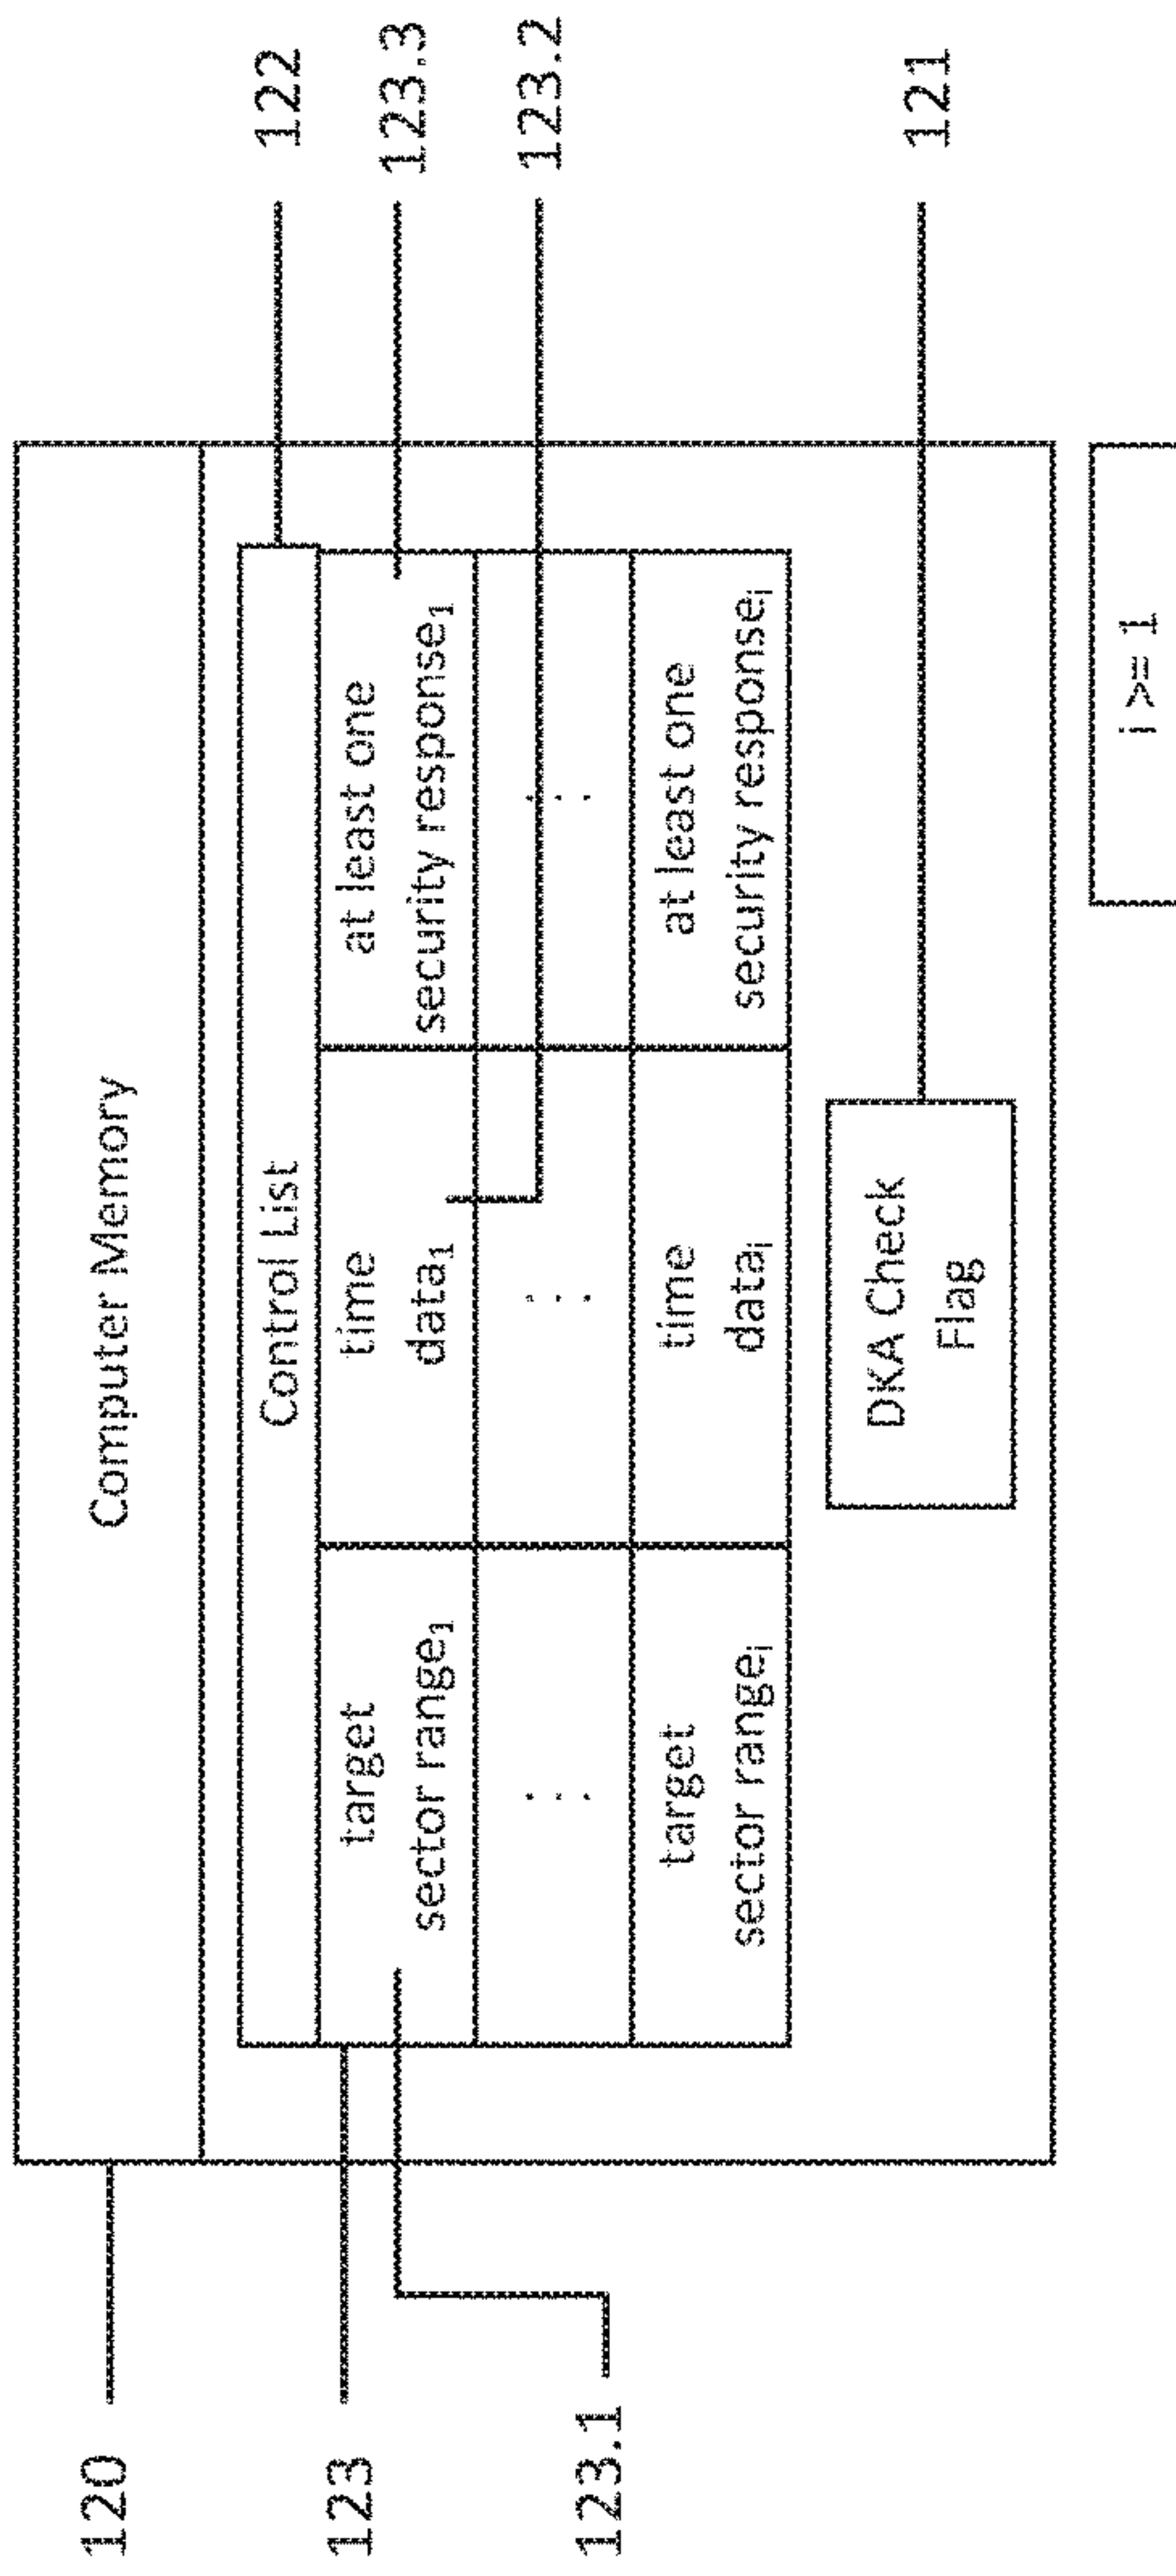 Computer Memory
120
Control List
122
123
target
sector range₁
time
data₁
at least one
security response₁
123.3
123.1
. . .
. . .
. . .
123.2
target
sector rangeᵢ
time
dataᵢ
at least one
security responseᵢ
DKA Check
Flag
121
i >= 1